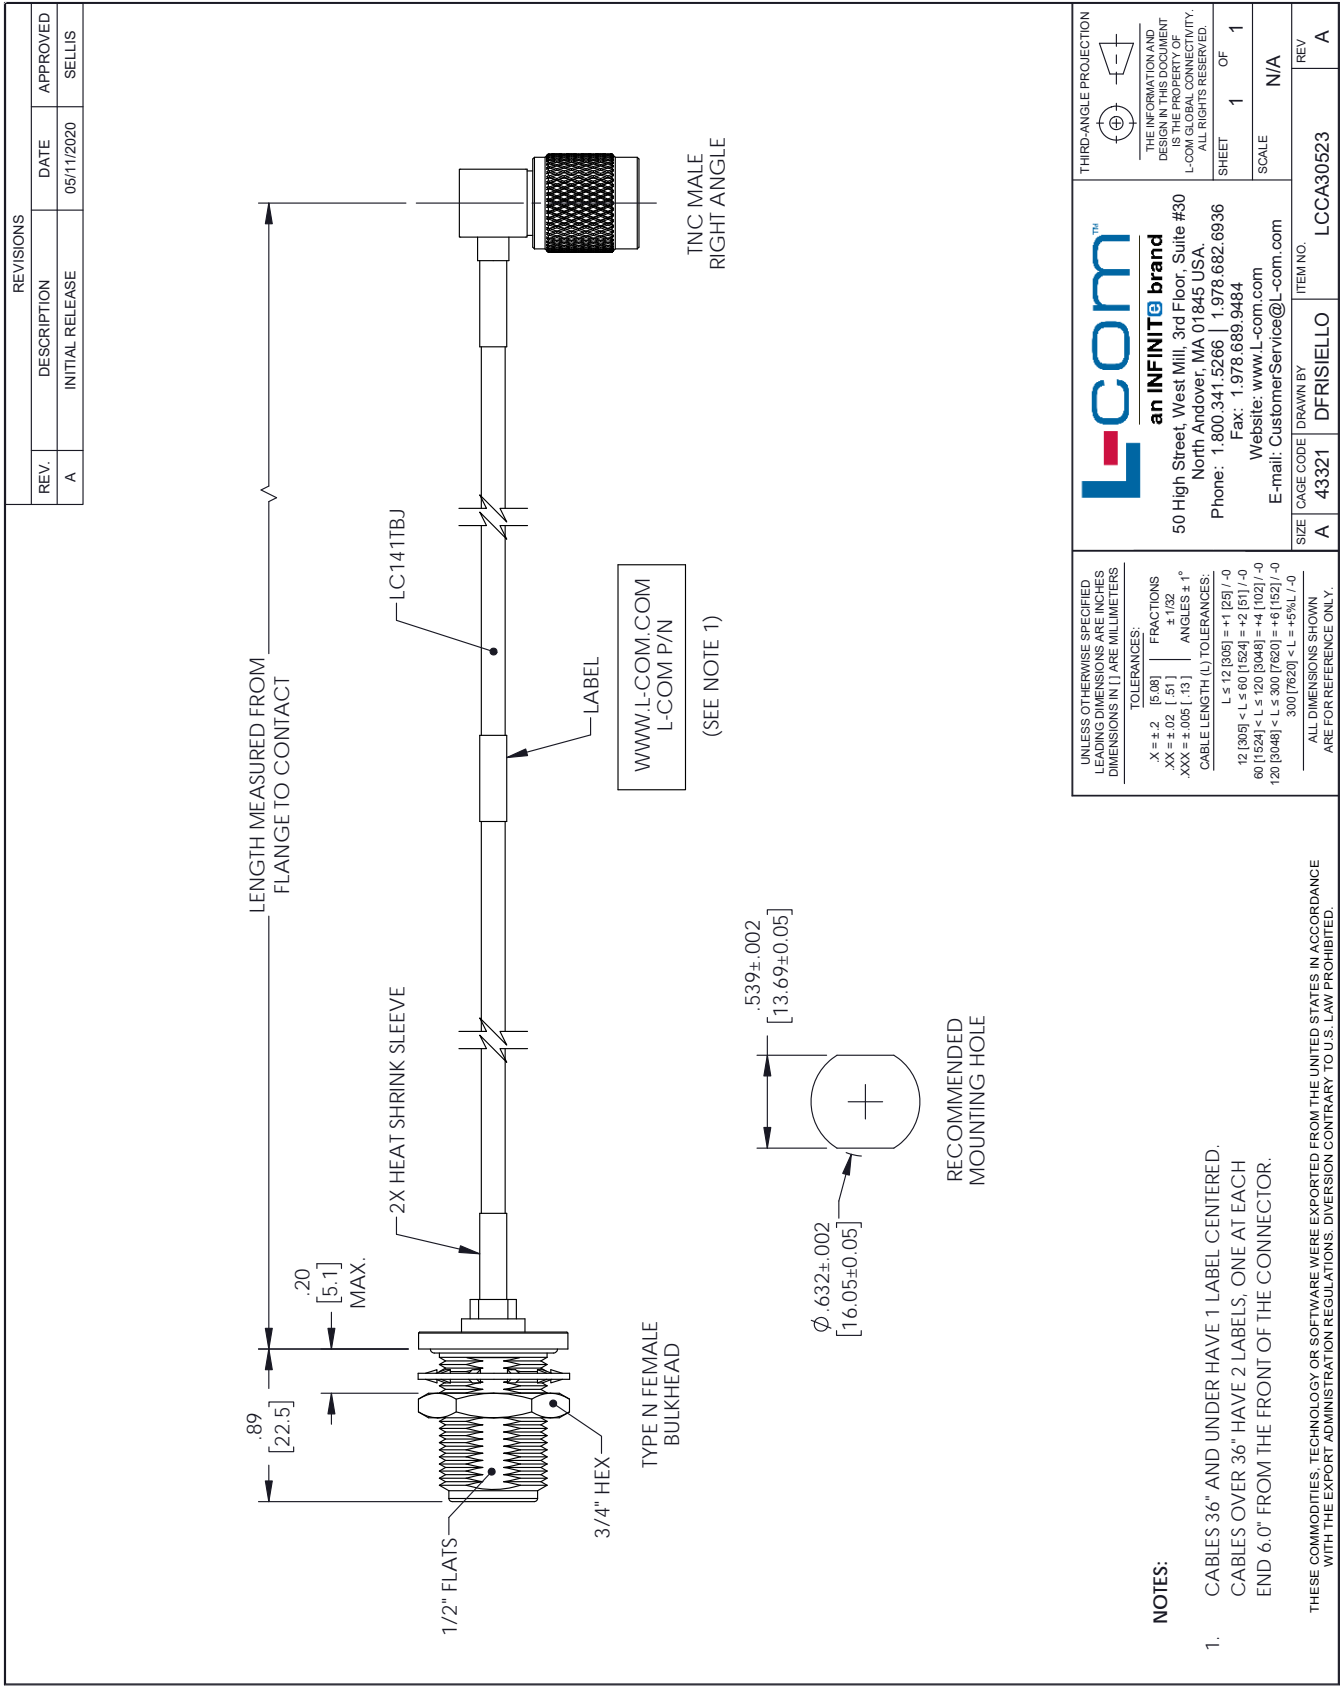 REVISIONS
REV. DESCRIPTION DATE APPROVED
A INITIAL RELEASE 05/11/2020 SELLIS
LENGTH MEASURED FROM
FLANGE TO CONTACT
.89
[22.5]
.20
[5.1]
MAX.
2X HEAT SHRINK SLEEVE
LC141TBJ
1/2" FLATS
3/4" HEX
TYPE N FEMALE
BULKHEAD
LABEL
WWW.L-COM.COM
L-COM P/N
(SEE NOTE 1)
TNC MALE
RIGHT ANGLE
.539±.002
[13.69±0.05]
Ø.632±.002
[16.05±0.05]
RECOMMENDED
MOUNTING HOLE
NOTES:
1. CABLES 36" AND UNDER HAVE 1 LABEL CENTERED.
CABLES OVER 36" HAVE 2 LABELS, ONE AT EACH
END 6.0" FROM THE FRONT OF THE CONNECTOR.
THESE COMMODITIES, TECHNOLOGY OR SOFTWARE WERE EXPORTED FROM THE UNITED STATES IN ACCORDANCE
WITH THE EXPORT ADMINISTRATION REGULATIONS. DIVERSION CONTRARY TO U.S. LAW PROHIBITED.
UNLESS OTHERWISE SPECIFIED
LEADING DIMENSIONS ARE INCHES
DIMENSIONS IN [ ] ARE MILLIMETERS
TOLERANCES:
.X = ±.2 [5.08] FRACTIONS
.XX = ±.02 [.51] ± 1/32
.XXX = ±.005 [.13] ANGLES ± 1°
CABLE LENGTH (L) TOLERANCES:
L ≤ 12 [305] = +1 [25] / -0
12 [305] < L ≤ 60 [1524] = +2 [51] / -0
60 [1524] < L ≤ 120 [3048] = +4 [102] / -0
120 [3048] < L ≤ 300 [7620] = +6 [152] / -0
300 [7620] < L = +5%L / -0
ALL DIMENSIONS SHOWN
ARE FOR REFERENCE ONLY.
L-com™
an INFINITe brand
50 High Street, West Mill, 3rd Floor, Suite #30
North Andover, MA 01845 USA.
Phone: 1.800.341.5266 | 1.978.682.6936
Fax: 1.978.689.9484
Website: www.L-com.com
E-mail: CustomerService@L-com.com
THIRD-ANGLE PROJECTION
THE INFORMATION AND
DESIGN IN THIS DOCUMENT
IS THE PROPERTY OF
L-COM GLOBAL CONNECTIVITY.
ALL RIGHTS RESERVED.
SHEET 1 OF 1
SCALE N/A
SIZE A
CAGE CODE 43321
DRAWN BY DFRISIELLO
ITEM NO. LCCA30523
REV A